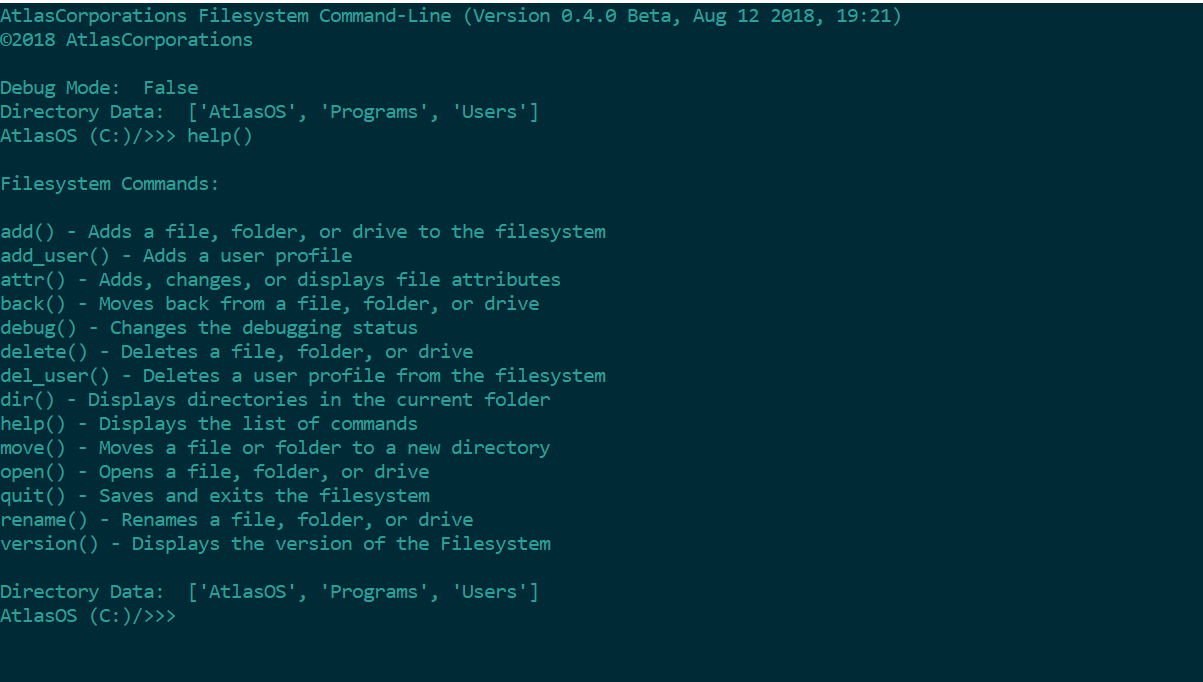 AtlasCorporations Filesystem Command-Line (Version 0.4.0 Beta, Aug 12 2018, 19:21)
©2018 AtlasCorporations
Debug Mode:  False
Directory Data:  ['AtlasOS', 'Programs', 'Users']
AtlasOS (C:)/>>> help()
Filesystem Commands:
add() - Adds a file, folder, or drive to the filesystem
add_user() - Adds a user profile
attr() - Adds, changes, or displays file attributes
back() - Moves back from a file, folder, or drive
debug() - Changes the debugging status
delete() - Deletes a file, folder, or drive
del_user() - Deletes a user profile from the filesystem
dir() - Displays directories in the current folder
help() - Displays the list of commands
move() - Moves a file or folder to a new directory
open() - Opens a file, folder, or drive
quit() - Saves and exits the filesystem
rename() - Renames a file, folder, or drive
version() - Displays the version of the Filesystem
Directory Data:  ['AtlasOS', 'Programs', 'Users']
AtlasOS (C:)/>>>